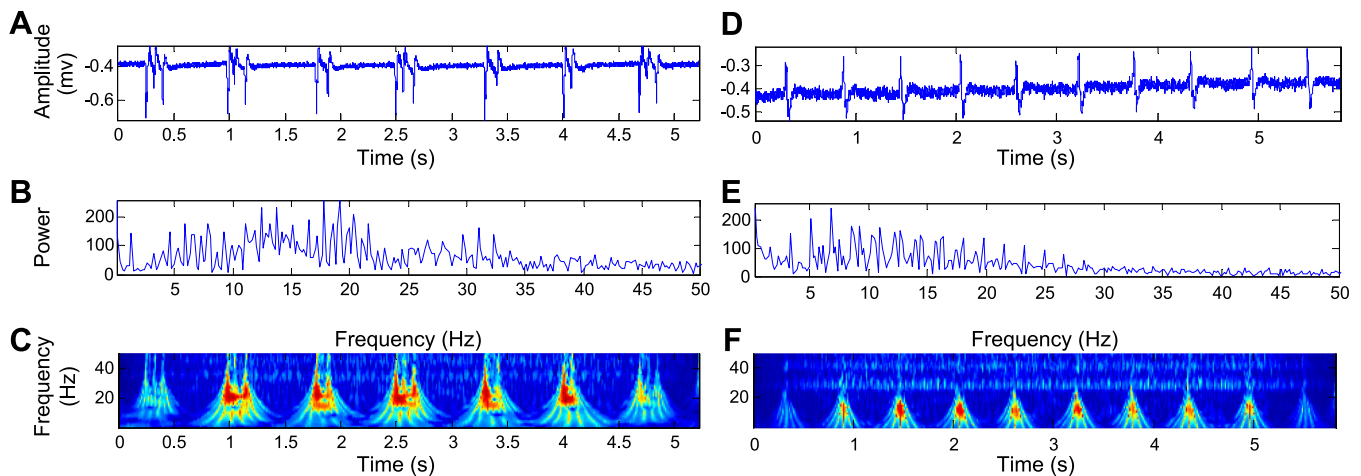 A
Amplitude
(mv)
-0.4
-0.6
0 0.5 1 1.5 2 2.5 3 3.5 4 4.5 5
Time (s)
B
Power
200
100
0
5 10 15 20 25 30 35 40 45 50
Frequency (Hz)
C
Frequency
(Hz)
40
20
0 0.5 1 1.5 2 2.5 3 3.5 4 4.5 5
Time (s)
D
-0.3
-0.4
-0.5
0 1 2 3 4 5
Time (s)
E
200
100
0
5 10 15 20 25 30 35 40 45 50
Frequency (Hz)
F
40
20
0 1 2 3 4 5
Time (s)